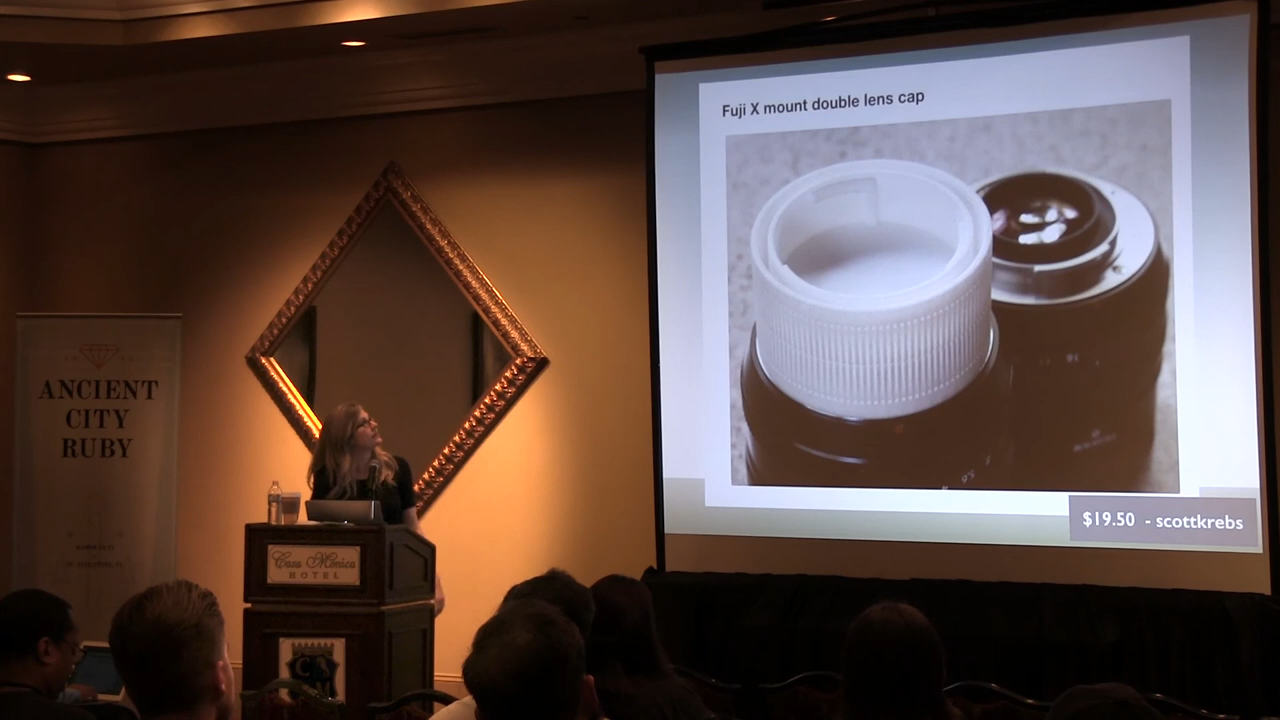 Fuji X mount double lens cap
ANCIENT
CITY
RUBY
Casa Monica
HOTEL
$19.50 - scottkrebs